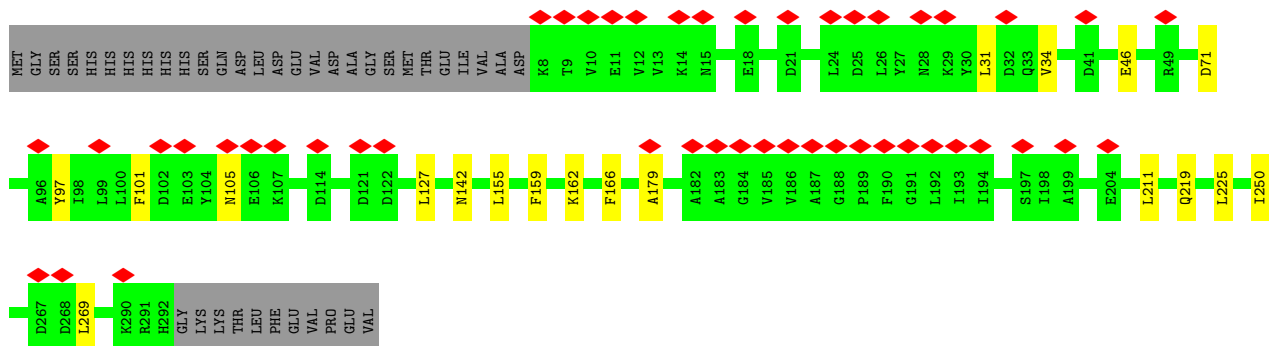 MET GLY SER SER HIS HIS HIS HIS HIS HIS SER GLN ASP LEU ASP GLU VAL ASP ALA GLY SER MET THR GLU ILE VAL ALA ASP K8 T9 V10 E11 V12 V13 K14 N15 E18 D21 L24 D25 L26 Y27 N28 K29 Y30 L31 D32 Q33 V34 D41 E46 R49 D71
A96 Y97 I98 L99 L100 F101 D102 E103 Y104 N105 E106 K107 D114 D121 D122 L127 N142 L155 F159 K162 F166 A179 A182 A183 G184 V185 V186 A187 G188 P189 F190 G191 L192 I193 I194 S197 I198 A199 E204 L211 Q219 L225 I250
D267 D268 L269 K290 R291 H292 GLY LYS LYS THR LEU PHE GLU VAL PRO GLU VAL